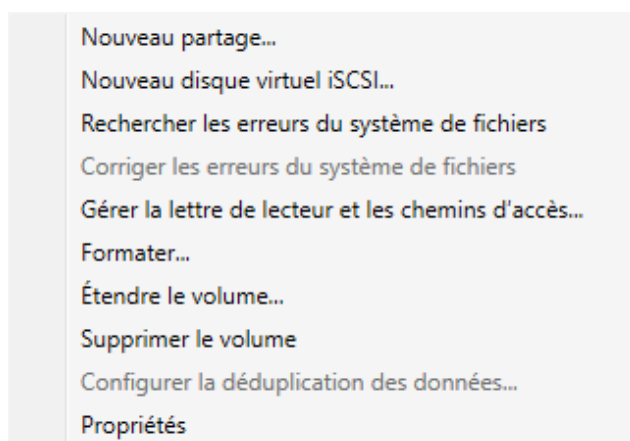 Nouveau partage...
Nouveau disque virtuel iSCSI...
Rechercher les erreurs du système de fichiers
Corriger les erreurs du système de fichiers
Gérer la lettre de lecteur et les chemins d'accès...
Formater...
Étendre le volume...
Supprimer le volume
Configurer la déduplication des données...
Propriétés